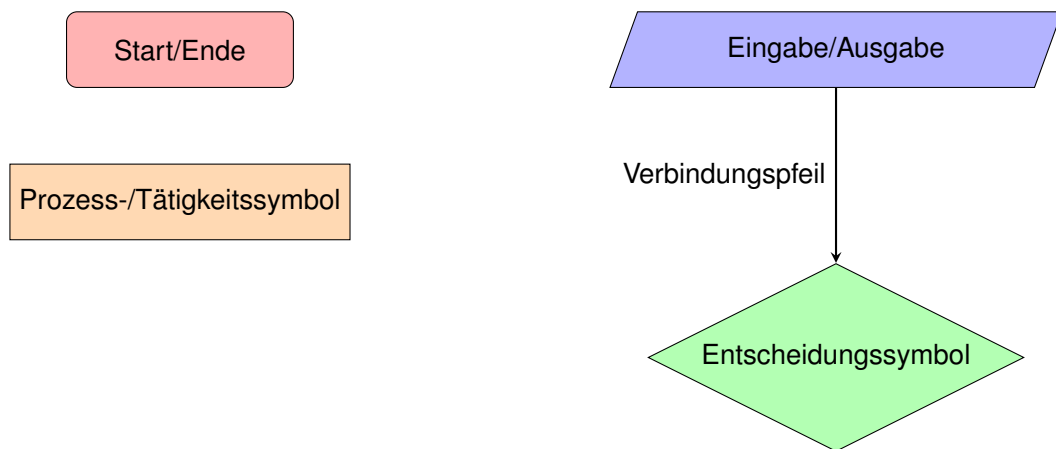 Start/Ende
Eingabe/Ausgabe
Verbindungspfeil
Prozess-/Tätigkeitssymbol
Entscheidungssymbol